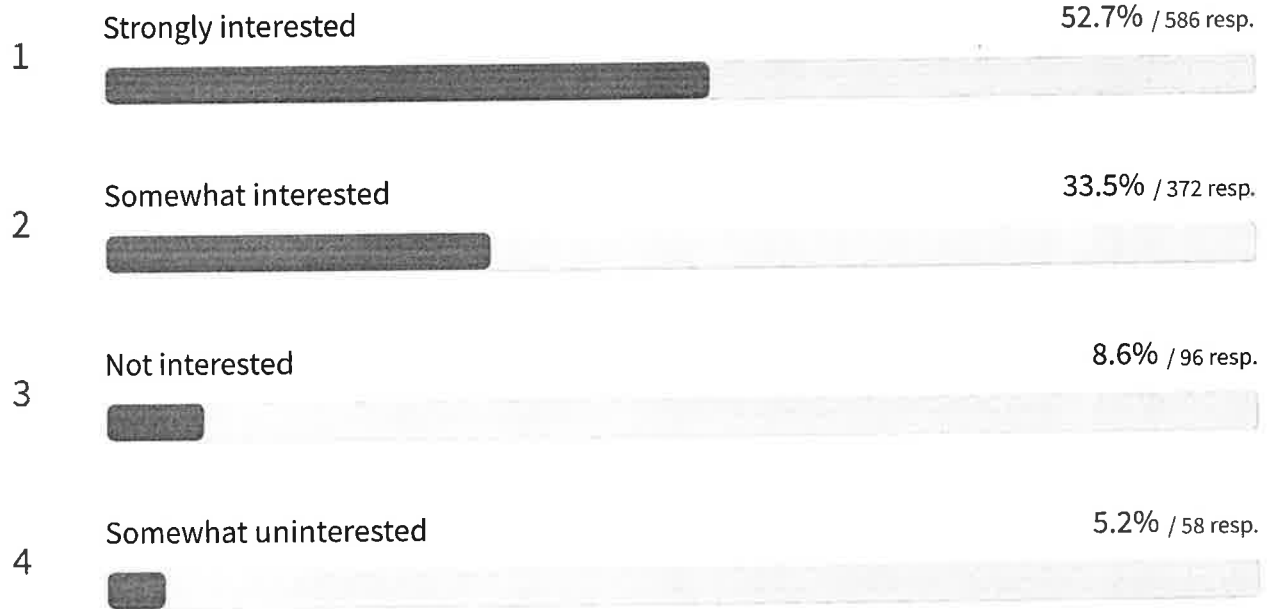 Strongly interested 52.7% / 586 resp.
1
Somewhat interested 33.5% / 372 resp.
2
Not interested 8.6% / 96 resp.
3
Somewhat uninterested 5.2% / 58 resp.
4